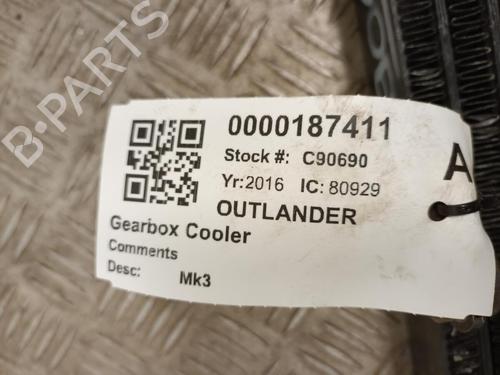 0000187411
Stock #: C90690
Yr:2016 IC: 80929
OUTLANDER
Gearbox Cooler
Comments
Desc: Mk3
A
B-PARTS